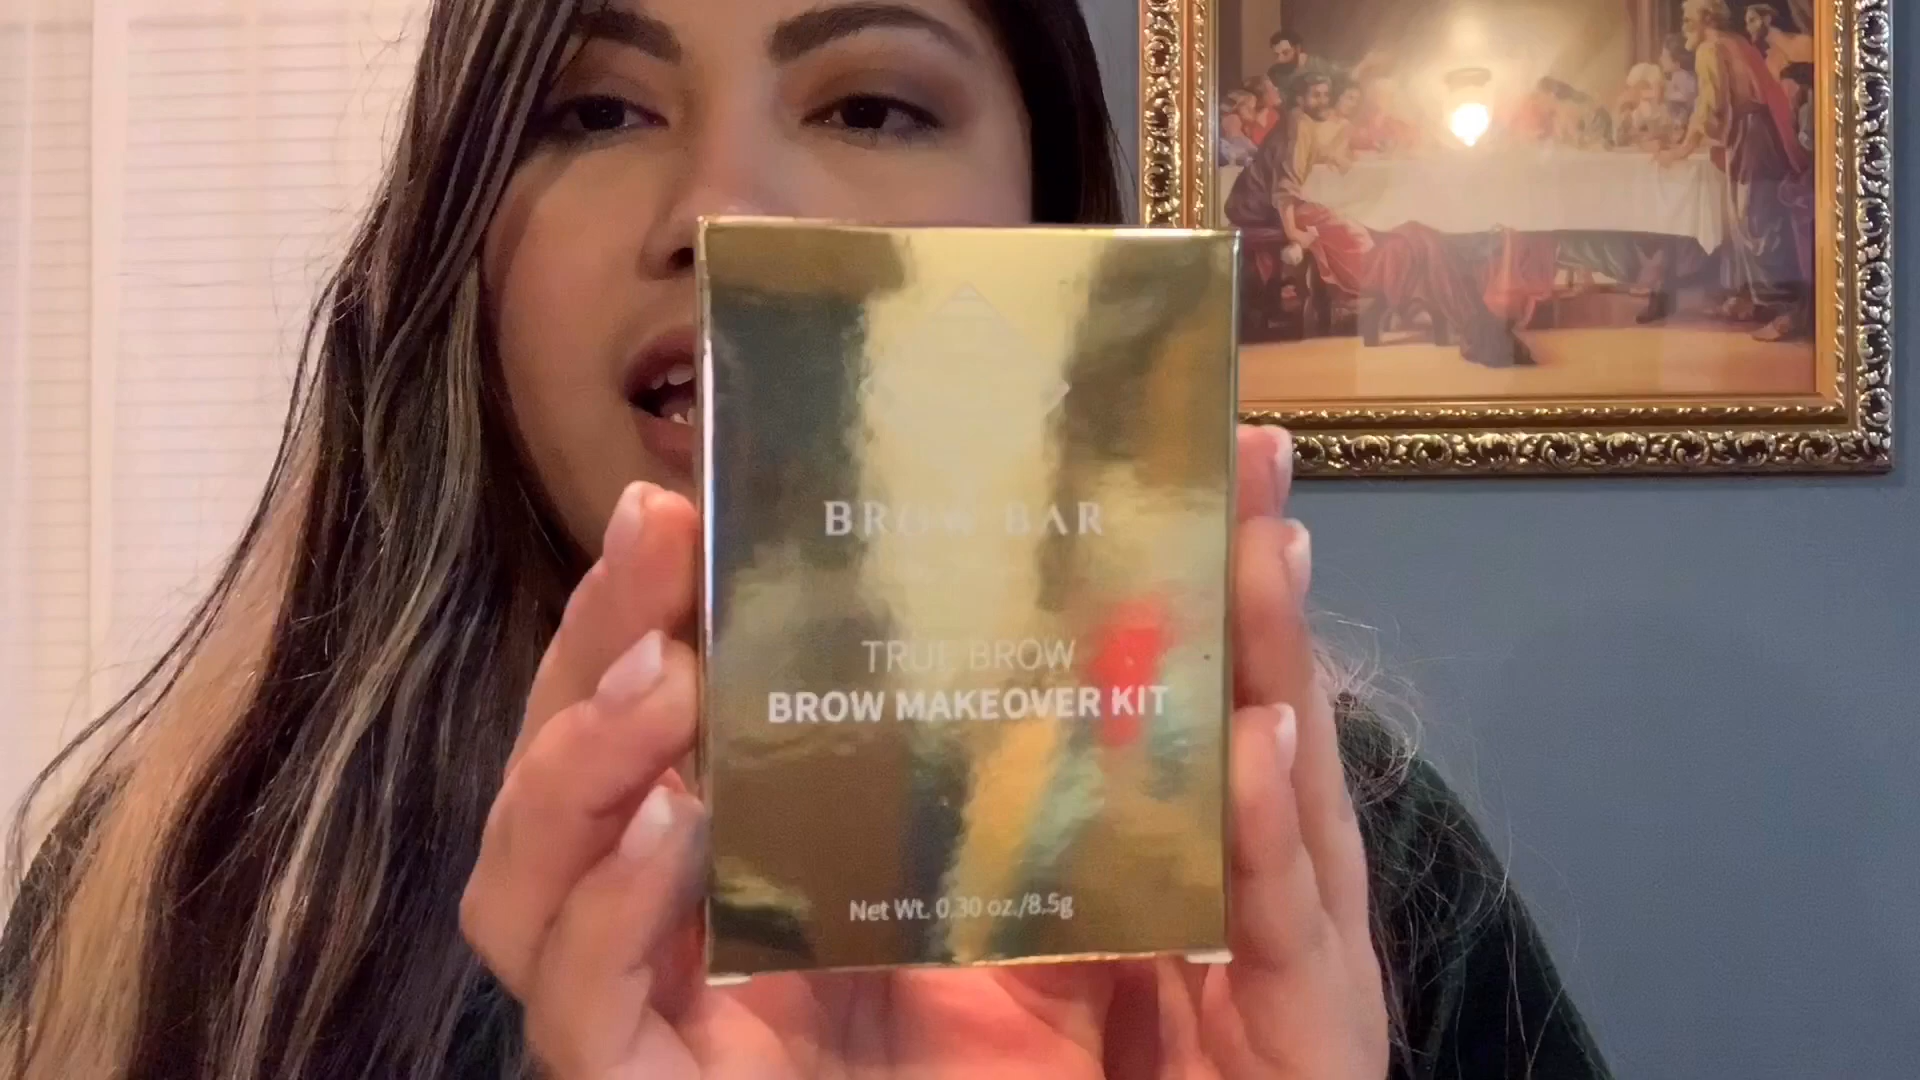 BROW BAR
TRUE BROW
BROW MAKEOVER KIT
Net Wt. 0.30 oz./8.5g